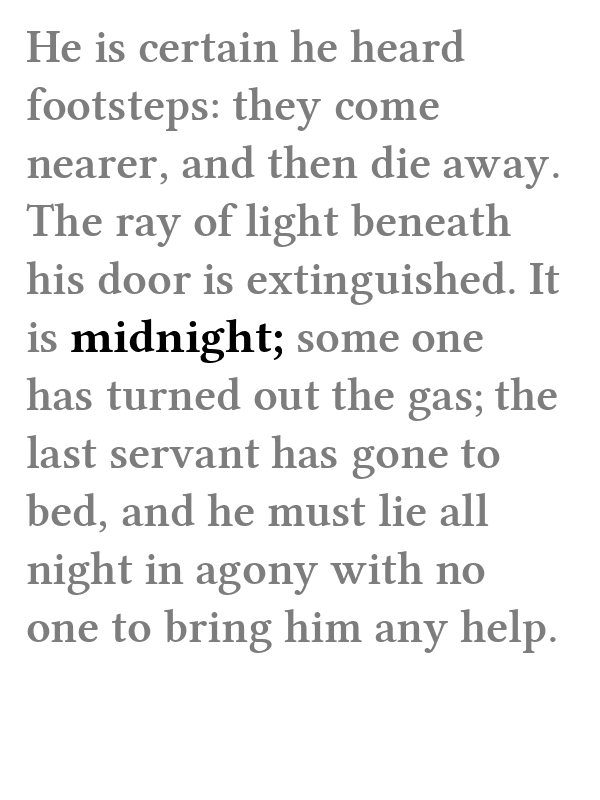 He is certain he heard
footsteps: they come
nearer, and then die away.
The ray of light beneath
his door is extinguished. It
is midnight; some one
has turned out the gas; the
last servant has gone to
bed, and he must lie all
night in agony with no
one to bring him any help.